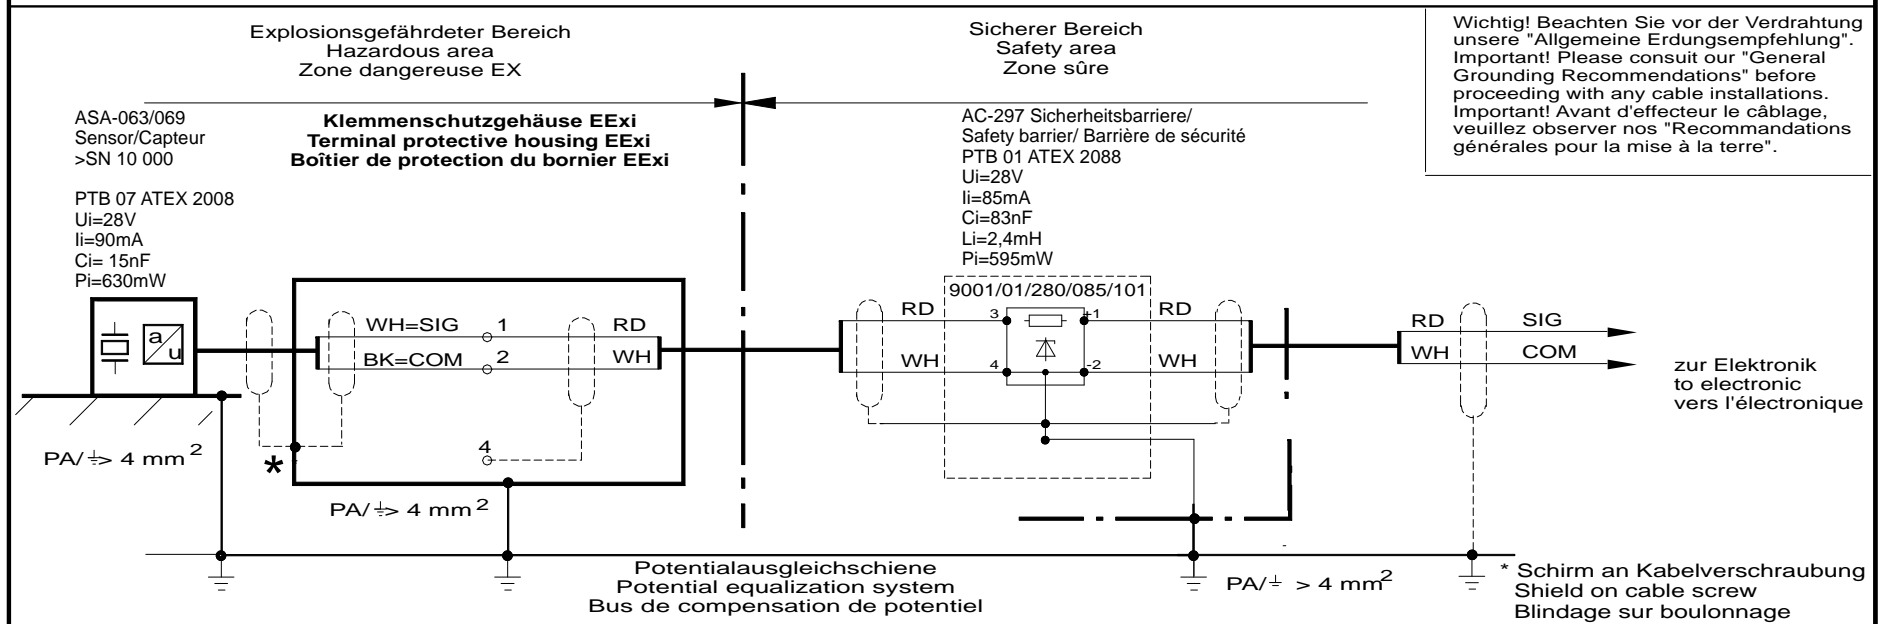 Explosionsgefährdeter Bereich
Hazardous area
Zone dangereuse EX
Sicherer Bereich
Safety area
Zone sûre
Wichtig! Beachten Sie vor der Verdrahtung
unsere "Allgemeine Erdungsempfehlung".
Important! Please consuit our "General
Grounding Recommendations" before
proceeding with any cable installations.
Important! Avant d'effecteur le câblage,
veuillez observer nos "Recommandations
générales pour la mise à la terre".
ASA-063/069
Sensor/Capteur
>SN 10 000
PTB 07 ATEX 2008
Ui=28V
Ii=90mA
Ci= 15nF
Pi=630mW
Klemmenschutzgehäuse EExi
Terminal protective housing EExi
Boîtier de protection du bornier EExi
AC-297 Sicherheitsbarriere/
Safety barrier/ Barrière de sécurité
PTB 01 ATEX 2088
Ui=28V
Ii=85mA
Ci=83nF
Li=2,4mH
Pi=595mW
9001/01/280/085/101
a
u
WH=SIG 1 RD
BK=COM 2 WH
4
*
RD 3 +1 RD
WH 4 -2 WH
RD SIG
WH COM
zur Elektronik
to electronic
vers l'électronique
PA/⏚> 4 mm²
PA/⏚> 4 mm²
PA/⏚ > 4 mm²
Potentialausgleichschiene
Potential equalization system
Bus de compensation de potentiel
* Schirm an Kabelverschraubung
Shield on cable screw
Blindage sur boulonnage